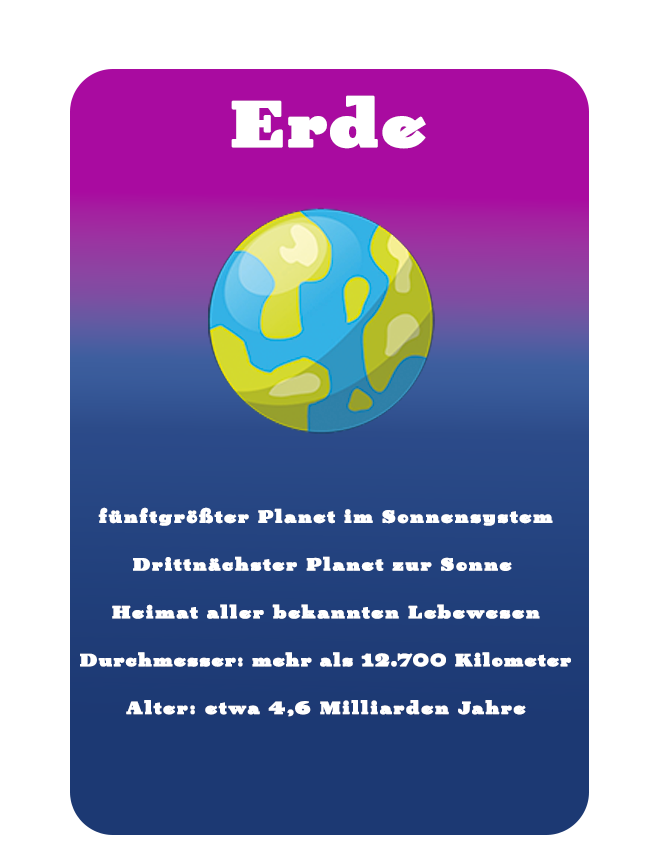 Erde
fünftgrößter Planet im Sonnensystem
Drittnächster Planet zur Sonne
Heimat aller bekannten Lebewesen
Durchmesser: mehr als 12.700 Kilometer
Alter: etwa 4,6 Milliarden Jahre